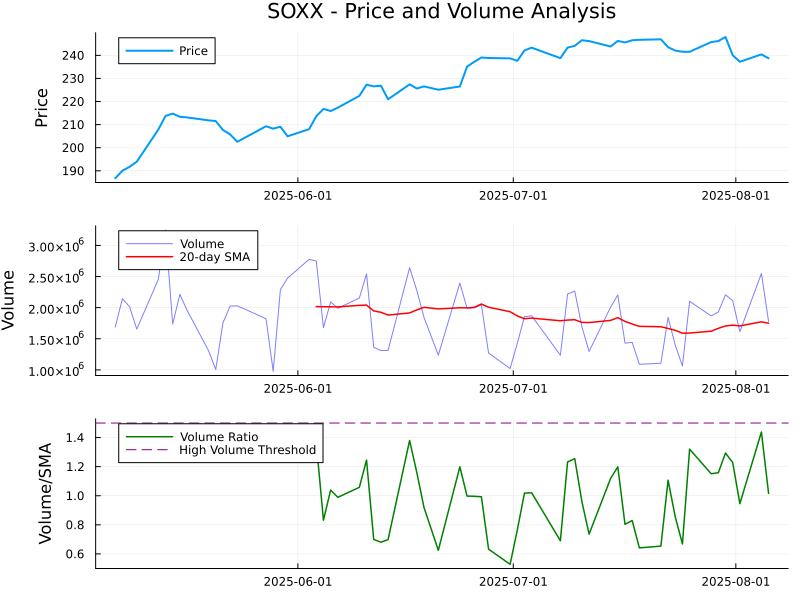 SOXX - Price and Volume Analysis
Price
240
230
220
210
200
190
Price
2025-06-01
2025-07-01
2025-08-01
Volume
3.00×10⁶
2.50×10⁶
2.00×10⁶
1.50×10⁶
1.00×10⁶
Volume
20-day SMA
2025-06-01
2025-07-01
2025-08-01
Volume/SMA
1.4
1.2
1.0
0.8
0.6
Volume Ratio
High Volume Threshold
2025-06-01
2025-07-01
2025-08-01